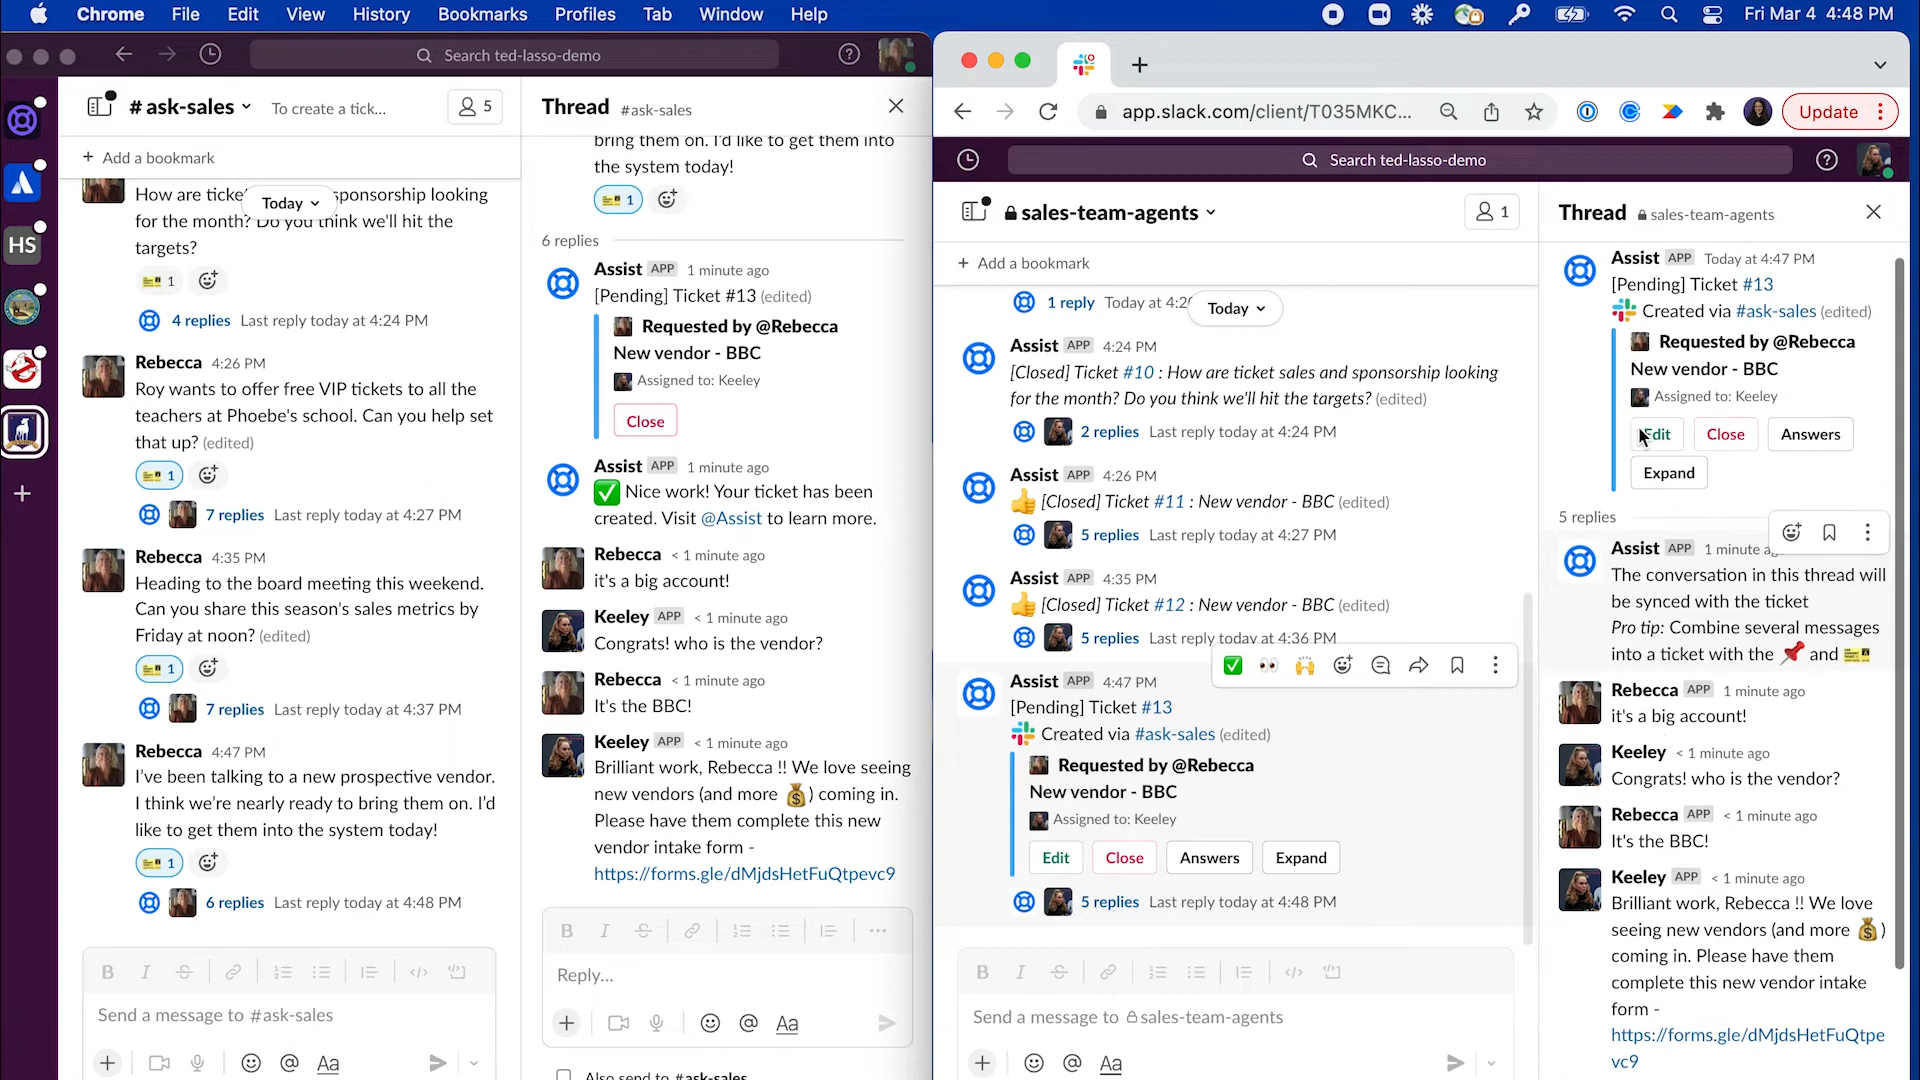 Chrome File Edit View History Bookmarks Profiles Tab Window Help Fri Mar 4 4:48 PM
Search ted-lasso-demo
HS
# ask-sales To create a tick... 5
+ Add a bookmark
Today
How are ticke sponsorship looking
for the month? Do you think we'll hit the
targets?
1
4 replies Last reply today at 4:24 PM
Rebecca 4:26 PM
Roy wants to offer free VIP tickets to all the
teachers at Phoebe's school. Can you help set
that up? (edited)
1
7 replies Last reply today at 4:27 PM
Rebecca 4:35 PM
Heading to the board meeting this weekend.
Can you share this season's sales metrics by
Friday at noon? (edited)
1
7 replies Last reply today at 4:37 PM
Rebecca 4:47 PM
I've been talking to a new prospective vendor.
I think we're nearly ready to bring them on. I'd
like to get them into the system today!
1
6 replies Last reply today at 4:48 PM
Send a message to #ask-sales
Aa
Thread #ask-sales
bring them on. I'd like to get them into
the system today!
1
6 replies
Assist APP 1 minute ago
[Pending] Ticket #13 (edited)
Requested by @Rebecca
New vendor - BBC
Assigned to: Keeley
Close
Assist APP 1 minute ago
Nice work! Your ticket has been
created. Visit @Assist to learn more.
Rebecca < 1 minute ago
it's a big account!
Keeley APP < 1 minute ago
Congrats! who is the vendor?
Rebecca < 1 minute ago
It's the BBC!
Keeley APP < 1 minute ago
Brilliant work, Rebecca !! We love seeing
new vendors (and more 💰) coming in.
Please have them complete this new
vendor intake form -
https://forms.gle/dMjdsHetFuQtpevc9
Reply...
Aa
Also send to #ask-sales
app.slack.com/client/T035MKC...
Update
Search ted-lasso-demo
sales-team-agents 1
+ Add a bookmark
1 reply Today at 4:2
Today
Assist APP 4:24 PM
[Closed] Ticket #10 : How are ticket sales and sponsorship looking
for the month? Do you think we'll hit the targets? (edited)
2 replies Last reply today at 4:24 PM
Assist APP 4:26 PM
[Closed] Ticket #11 : New vendor - BBC (edited)
5 replies Last reply today at 4:27 PM
Assist APP 4:35 PM
[Closed] Ticket #12 : New vendor - BBC (edited)
5 replies Last reply today at 4:36 PM
Assist APP 4:47 PM
[Pending] Ticket #13
Created via #ask-sales (edited)
Requested by @Rebecca
New vendor - BBC
Assigned to: Keeley
Edit Close Answers Expand
5 replies Last reply today at 4:48 PM
Send a message to sales-team-agents
Aa
Thread sales-team-agents
Assist APP Today at 4:47 PM
[Pending] Ticket #13
Created via #ask-sales (edited)
Requested by @Rebecca
New vendor - BBC
Assigned to: Keeley
Edit Close Answers
Expand
5 replies
Assist APP 1 minute
The conversation in this thread will
be synced with the ticket
Pro tip: Combine several messages
into a ticket with the 📌 and 🎫
Rebecca APP 1 minute ago
it's a big account!
Keeley < 1 minute ago
Congrats! who is the vendor?
Rebecca APP < 1 minute ago
It's the BBC!
Keeley APP < 1 minute ago
Brilliant work, Rebecca !! We love
seeing new vendors (and more 💰)
coming in. Please have them
complete this new vendor intake
form -
https://forms.gle/dMjdsHetFuQtpe
vc9